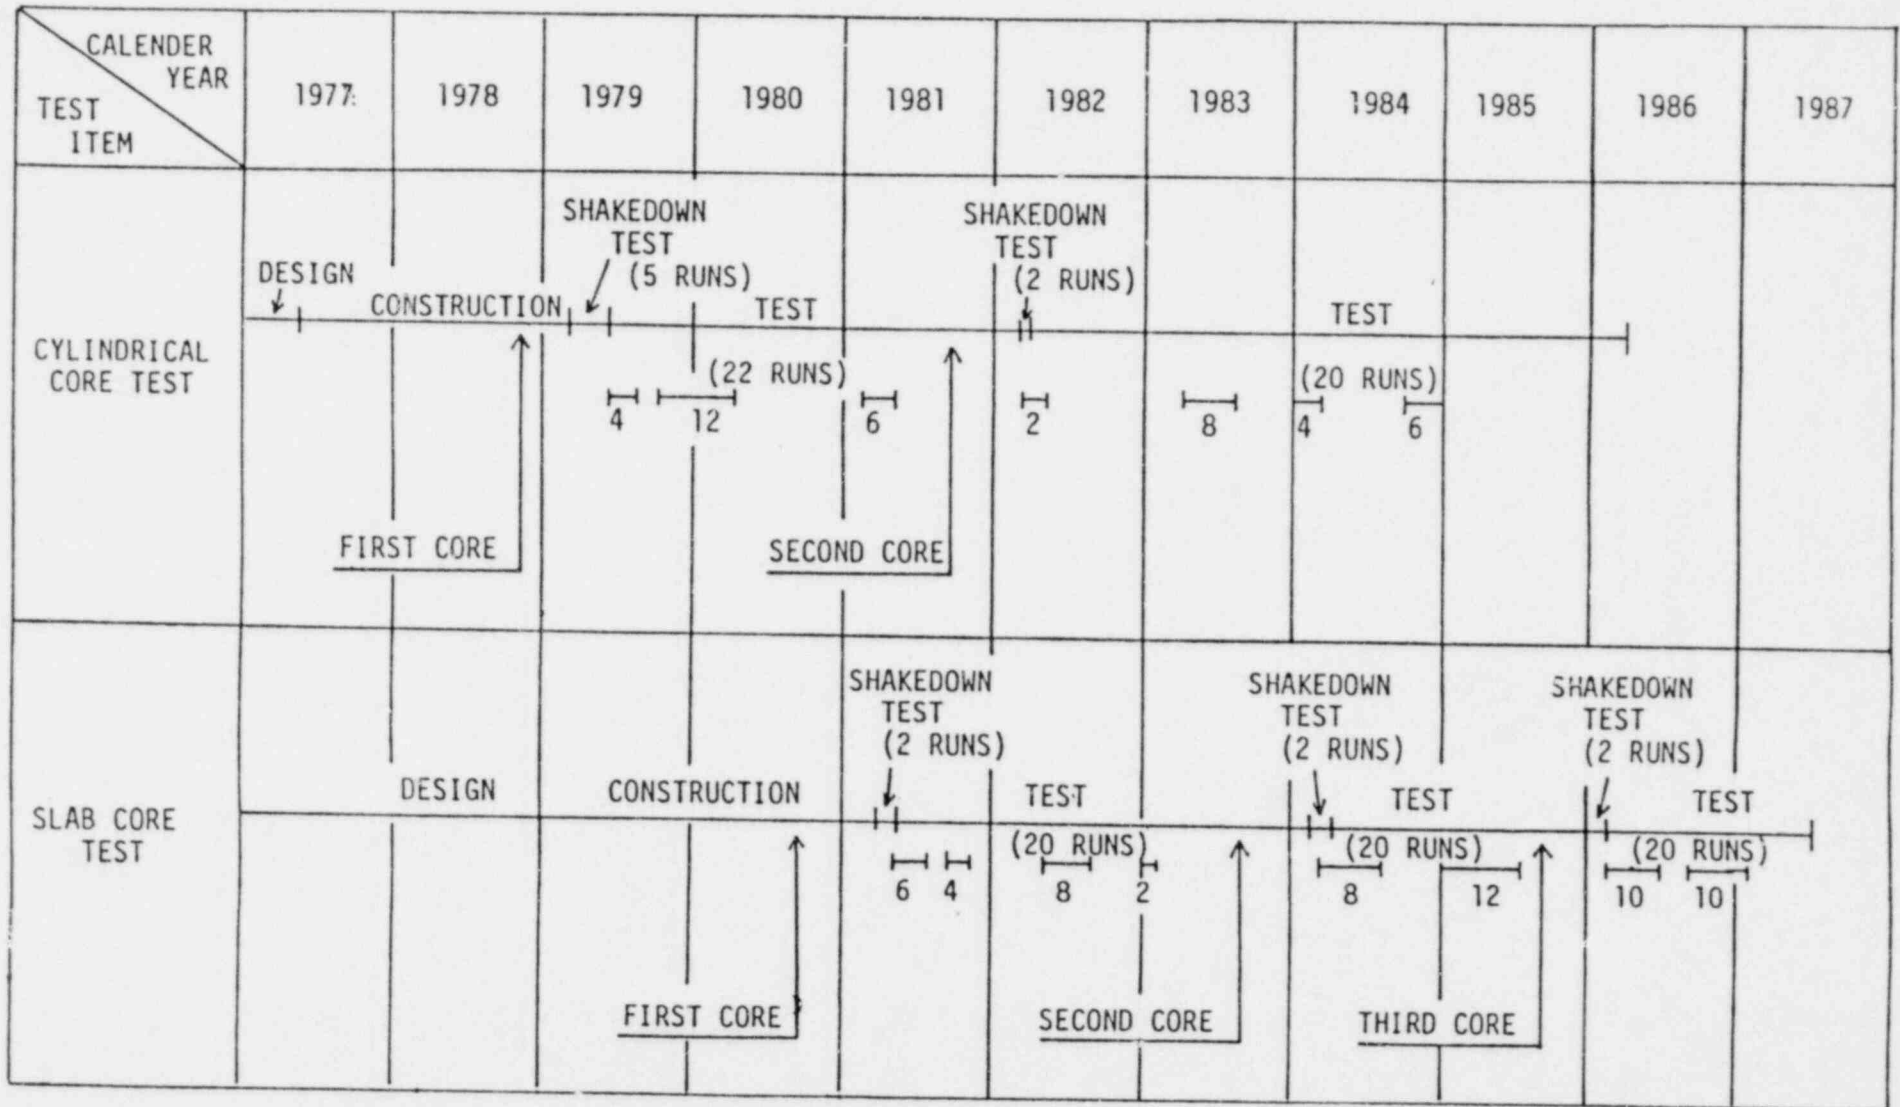 CALENDER
YEAR
TEST
ITEM
1977 1978 1979 1980 1981 1982 1983 1984 1985 1986 1987
CYLINDRICAL
CORE TEST
SHAKEDOWN
TEST
(5 RUNS)
SHAKEDOWN
TEST
(2 RUNS)
DESIGN
CONSTRUCTION
TEST
TEST
(22 RUNS)
(20 RUNS)
4 12 6 2 8 4 6
FIRST CORE
SECOND CORE
SLAB CORE
TEST
SHAKEDOWN
TEST
(2 RUNS)
SHAKEDOWN
TEST
(2 RUNS)
SHAKEDOWN
TEST
(2 RUNS)
DESIGN
CONSTRUCTION
TEST
TEST
TEST
(20 RUNS)
(20 RUNS)
(20 RUNS)
6 4 8 2 8 12 10 10
FIRST CORE
SECOND CORE
THIRD CORE